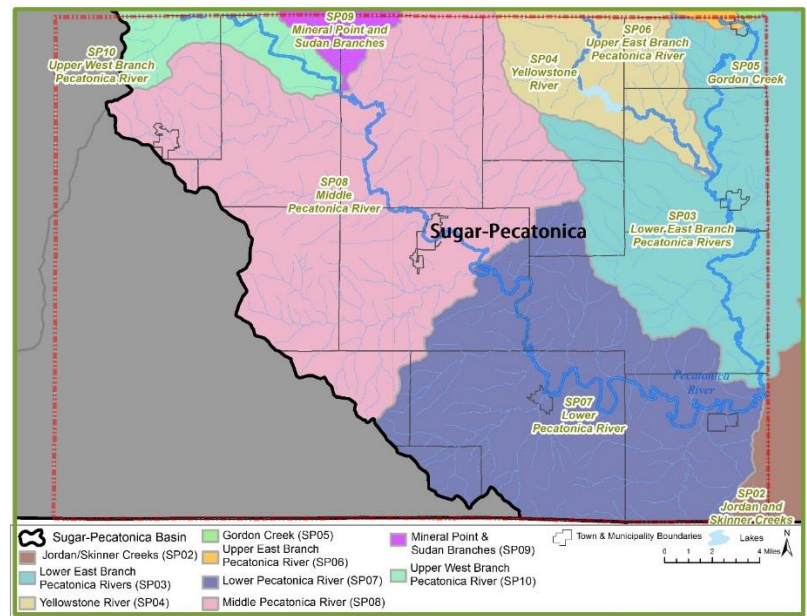 SP09
Mineral Point and
Sudan Branches
SP10
Upper West Branch
Pecatonica River
SP06
Upper East Branch
Pecatonica River
SP04
Yellowstone
River
SP05
Gordon Creek
SP08
Middle
Pecatonica River
Sugar-Pecatonica
SP03
Lower East Branch
Pecatonica Rivers
Pecatonica
River
SP07
Lower
Pecatonica River
SP02
Jordan and
Skinner Creeks
Sugar-Pecatonica Basin
Jordan/Skinner Creeks (SP02)
Lower East Branch
Pecatonica Rivers (SP03)
Yellowstone River (SP04)
Gordon Creek (SP05)
Upper East Branch
Pecatonica River (SP06)
Lower Pecatonica River (SP07)
Middle Pecatonica River (SP08)
Mineral Point &
Sudan Branches (SP09)
Upper West Branch
Pecatonica River (SP10)
Town & Municipality Boundaries
Lakes
N
0 2 4 Miles